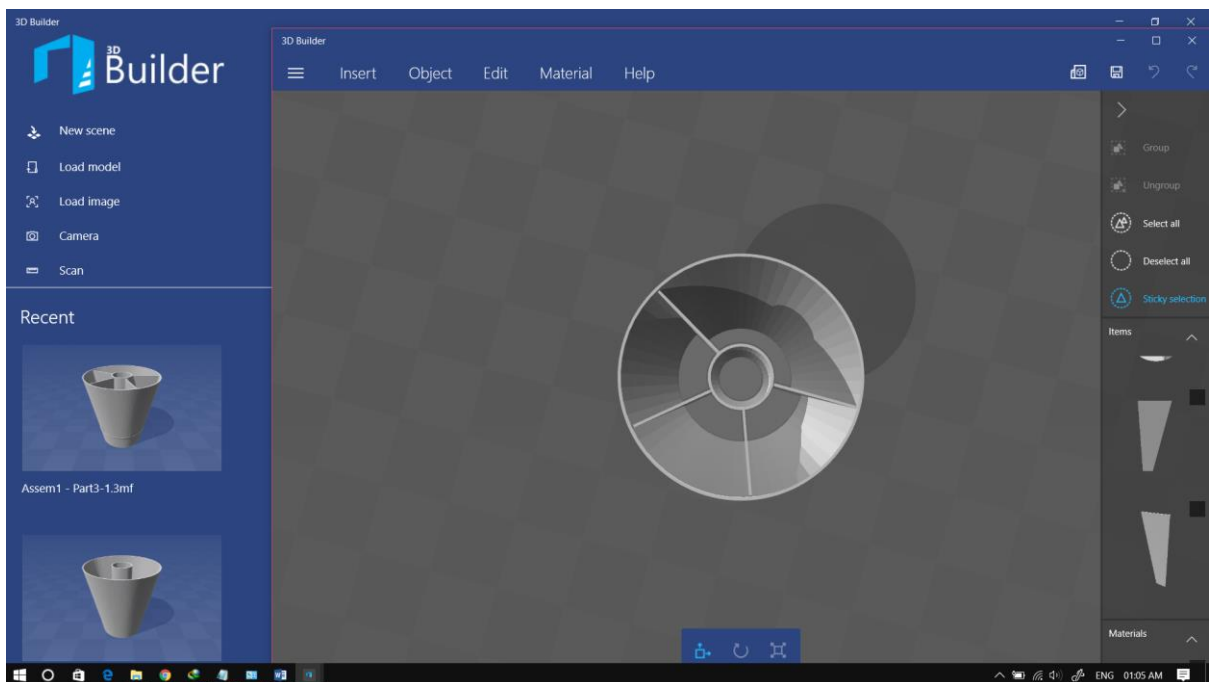 3D Builder
3D
Builder
New scene
Load model
Load image
Camera
Scan
Recent
Assem1 - Part3-1.3mf
3D Builder
Insert Object Edit Material Help
Group
Ungroup
Select all
Deselect all
Sticky selection
Items
Materials
ENG 01:05 AM